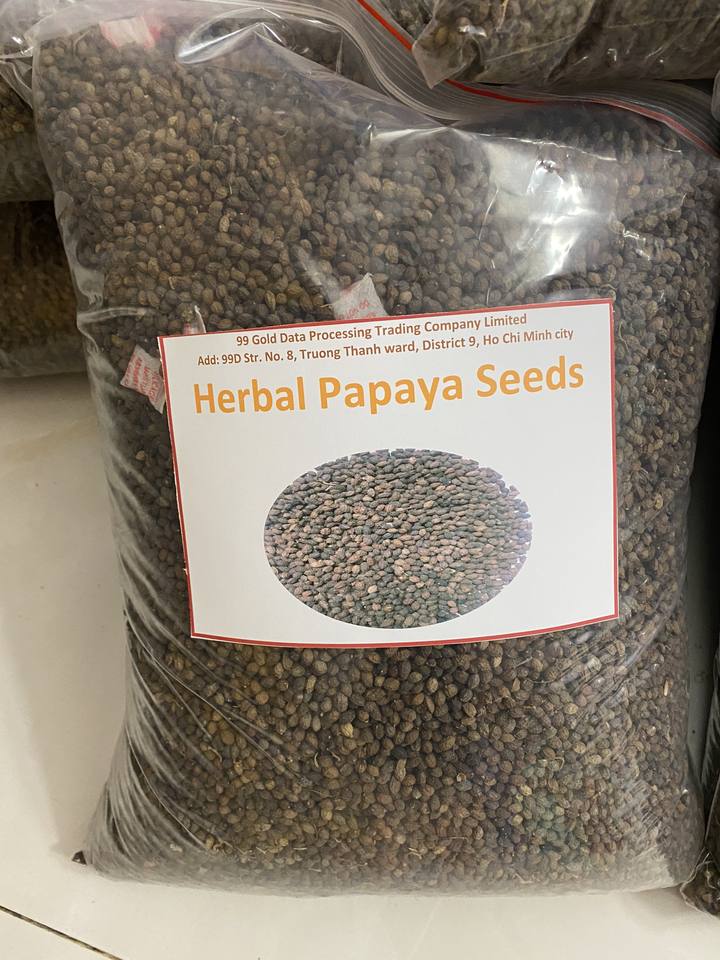 99 Gold Data Processing Trading Company Limited
Add: 99D Str. No. 8, Truong Thanh ward, District 9, Ho Chi Minh city
Herbal Papaya Seeds